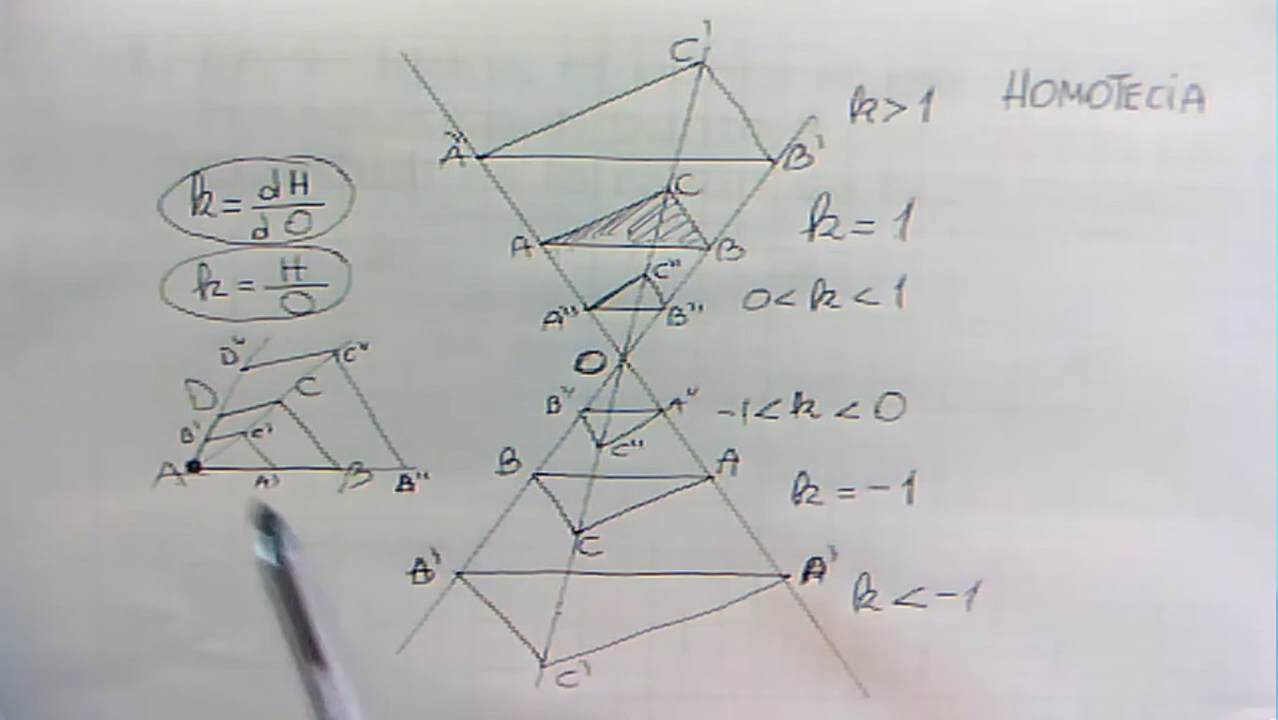 HOMOTECIA
C'
A' B'
k > 1
C
A B
k = 1
C''
A'' B''
0 < k < 1
O
B'' A''
C''
-1 < k < 0
B A
C
k = -1
B' A'
C'
k < -1
k = dH / dO
k = H / O
D'' C''
D C
B' C'
A A' B B''